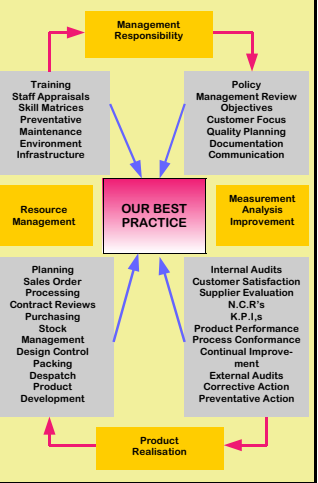 Management
Responsibility
Training
Staff Appraisals
Skill Matrices
Preventative
Maintenance
Environment
Infrastructure
Policy
Management Review
Objectives
Customer Focus
Quality Planning
Documentation
Communication
Resource
Management
OUR BEST
PRACTICE
Measurement
Analysis
Improvement
Planning
Sales Order
Processing
Contract Reviews
Purchasing
Stock
Management
Design Control
Packing
Despatch
Product
Development
Internal Audits
Customer Satisfaction
Supplier Evaluation
N.C.R's
K.P.I,s
Product Performance
Process Conformance
Continual Improve-
ment
External Audits
Corrective Action
Preventative Action
Product
Realisation